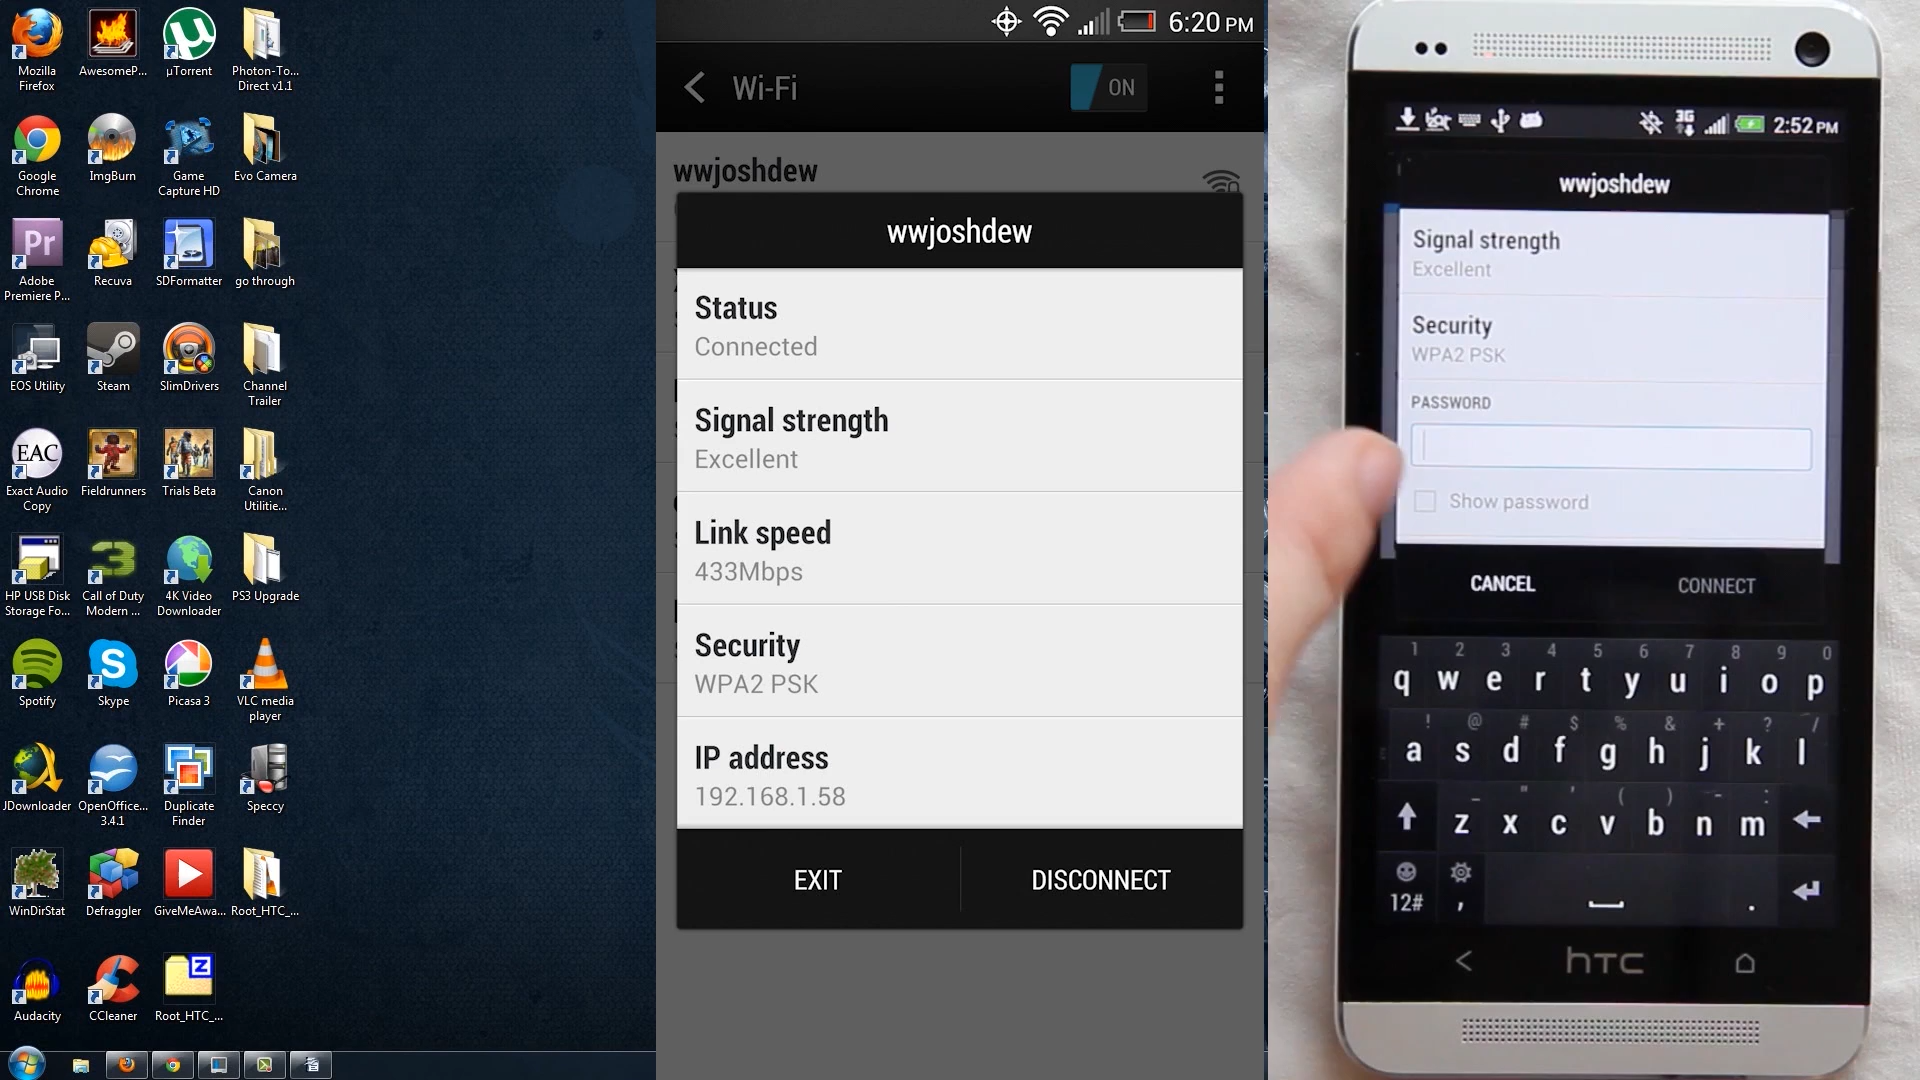 Mozilla
Firefox
AwesomeP...
µTorrent
Photon-To...
Direct v1.1
Google
Chrome
ImgBurn
Game
Capture HD
Evo Camera
Pr
Adobe
Premiere P...
Recuva
SDFormatter
go through
EOS Utility
Steam
SlimDrivers
Channel
Trailer
EAC
Exact Audio
Copy
Fieldrunners
Trials Beta
Canon
Utilitie...
HP USB Disk
Storage Fo...
3
Call of Duty
Modern ...
4K Video
Downloader
PS3 Upgrade
Spotify
S
Skype
Picasa 3
VLC media
player
JDownloader
OpenOffice...
3.4.1
Duplicate
Finder
Speccy
WinDirStat
Defraggler
GiveMeAwa...
Root_HTC_...
Audacity
CCleaner
Z
Root_HTC_...
6:20 PM
Wi-Fi
ON
wwjoshdew
wwjoshdew
Status
Connected
Signal strength
Excellent
Link speed
433Mbps
Security
WPA2 PSK
IP address
192.168.1.58
EXIT
DISCONNECT
3G
2:52 PM
wwjoshdew
Signal strength
Excellent
Security
WPA2 PSK
PASSWORD
Show password
CANCEL
CONNECT
1 2 3 4 5 6 7 8 9 0
q w e r t y u i o p
! @ # $ % & + ? /
a s d f g h j k l
_ " ' ( ) - :
z x c v b n m
12# , .
hTC